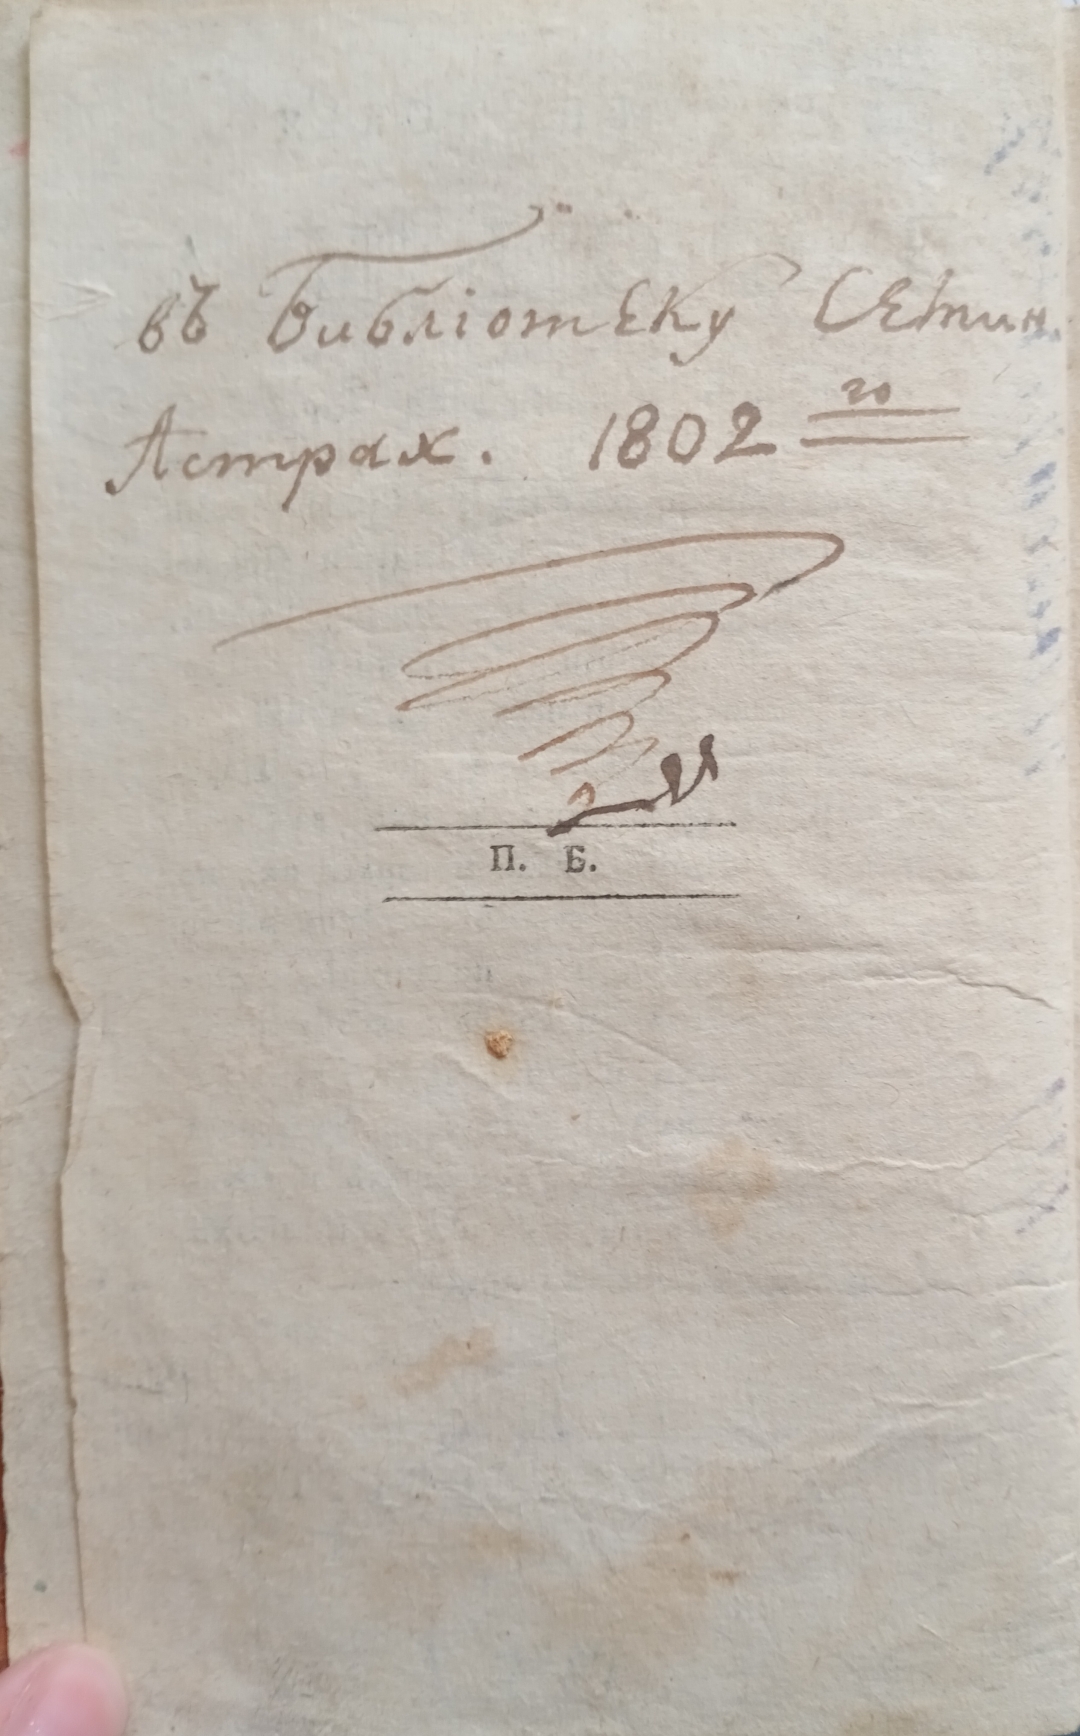 въ Библіотеку Семин.
Астрах. 1802 го
П. Б.